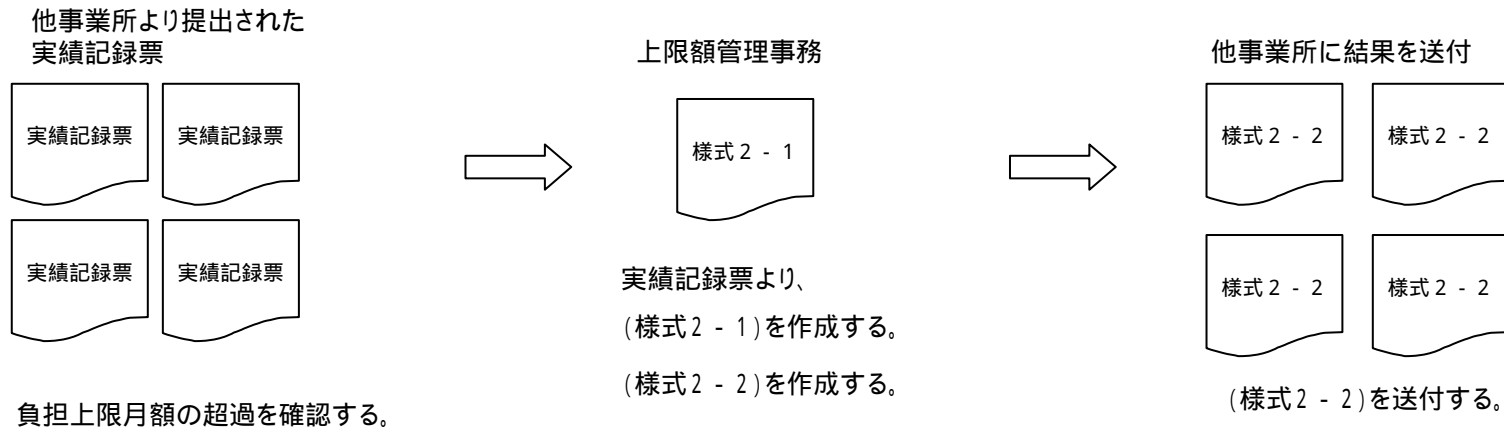 他事業所より提出された
実績記録票
実績記録票
実績記録票
実績記録票
実績記録票
負担上限月額の超過を確認する。
上限額管理事務
様式2-1
実績記録票より、
(様式2-1)を作成する。
(様式2-2)を作成する。
他事業所に結果を送付
様式2-2
様式2-2
様式2-2
様式2-2
(様式2-2)を送付する。